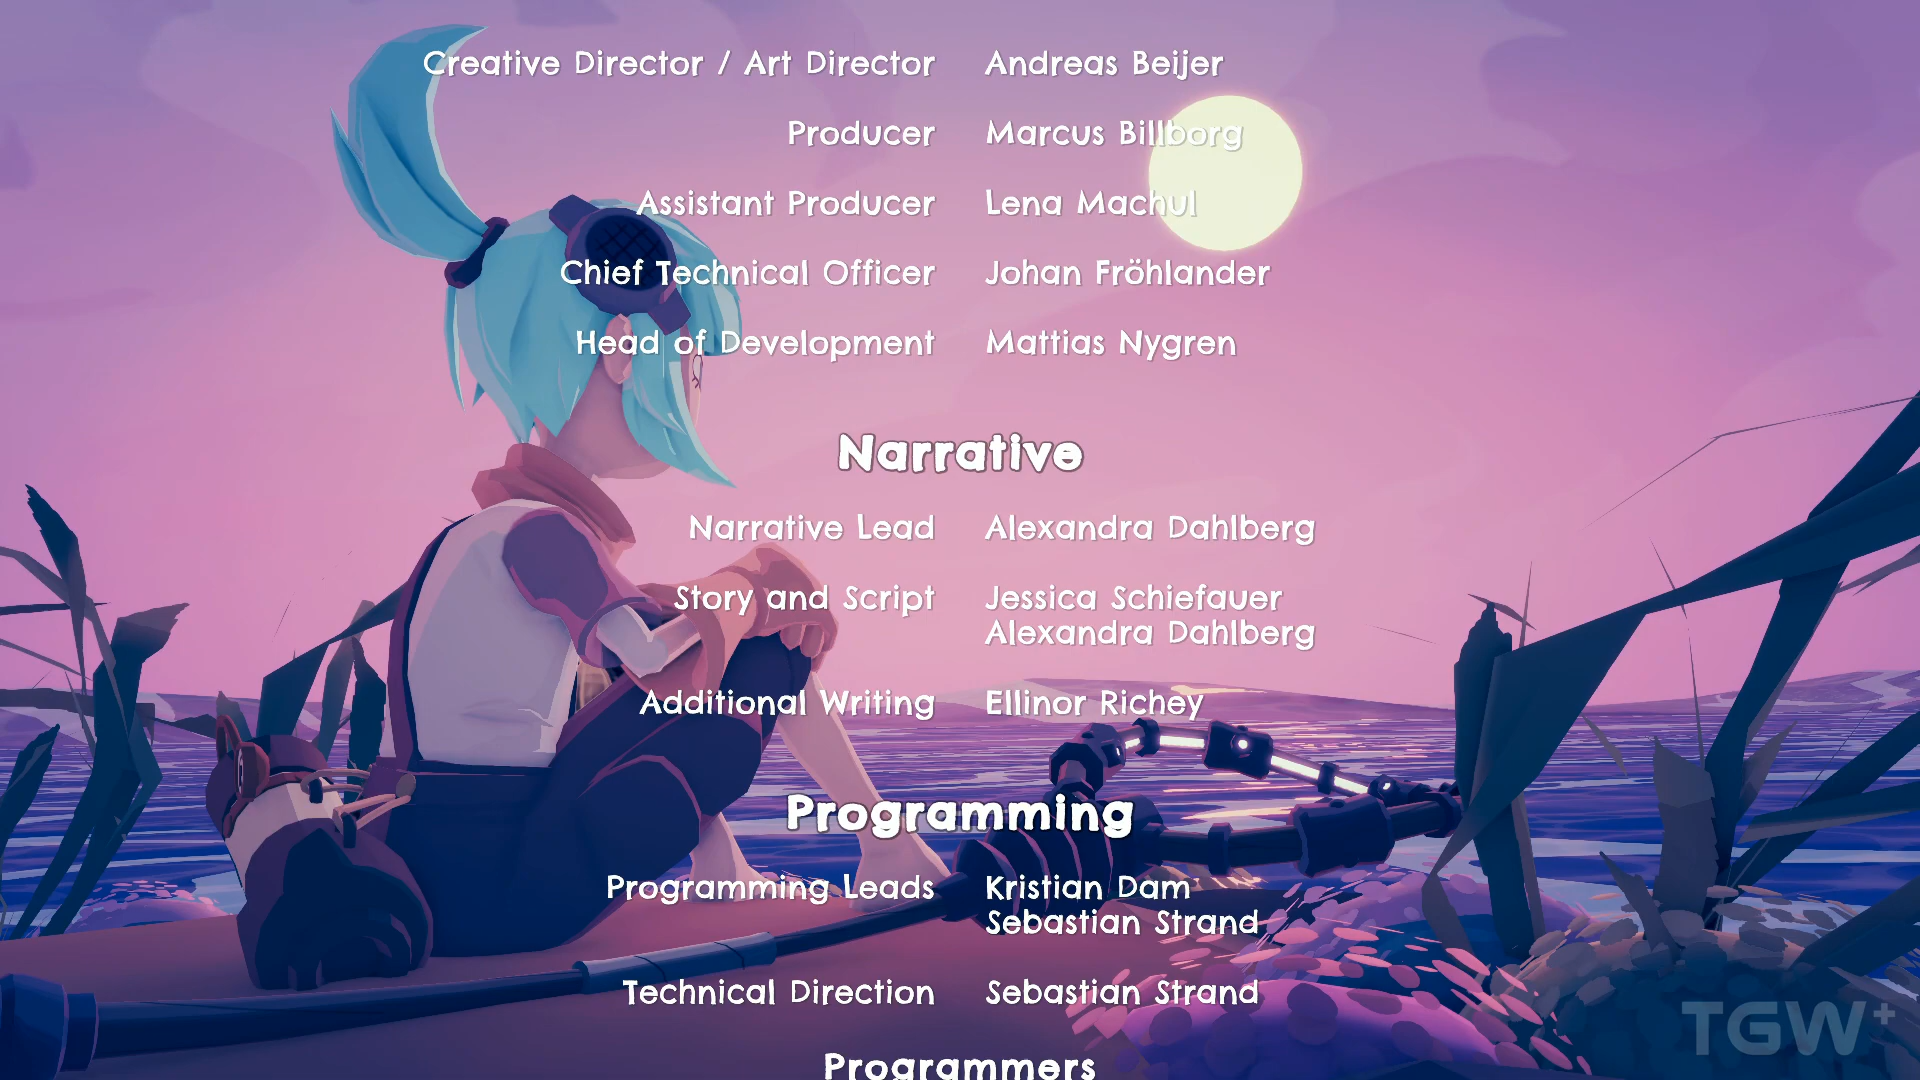 Creative Director / Art Director Andreas Beijer
Producer Marcus Billborg
Assistant Producer Lena Machul
Chief Technical Officer Johan Fröhlander
Head of Development Mattias Nygren
Narrative
Narrative Lead Alexandra Dahlberg
Story and Script Jessica Schiefauer
Alexandra Dahlberg
Additional Writing Ellinor Richey
Programming
Programming Leads Kristian Dam
Sebastian Strand
Technical Direction Sebastian Strand
Programmers
TGW+